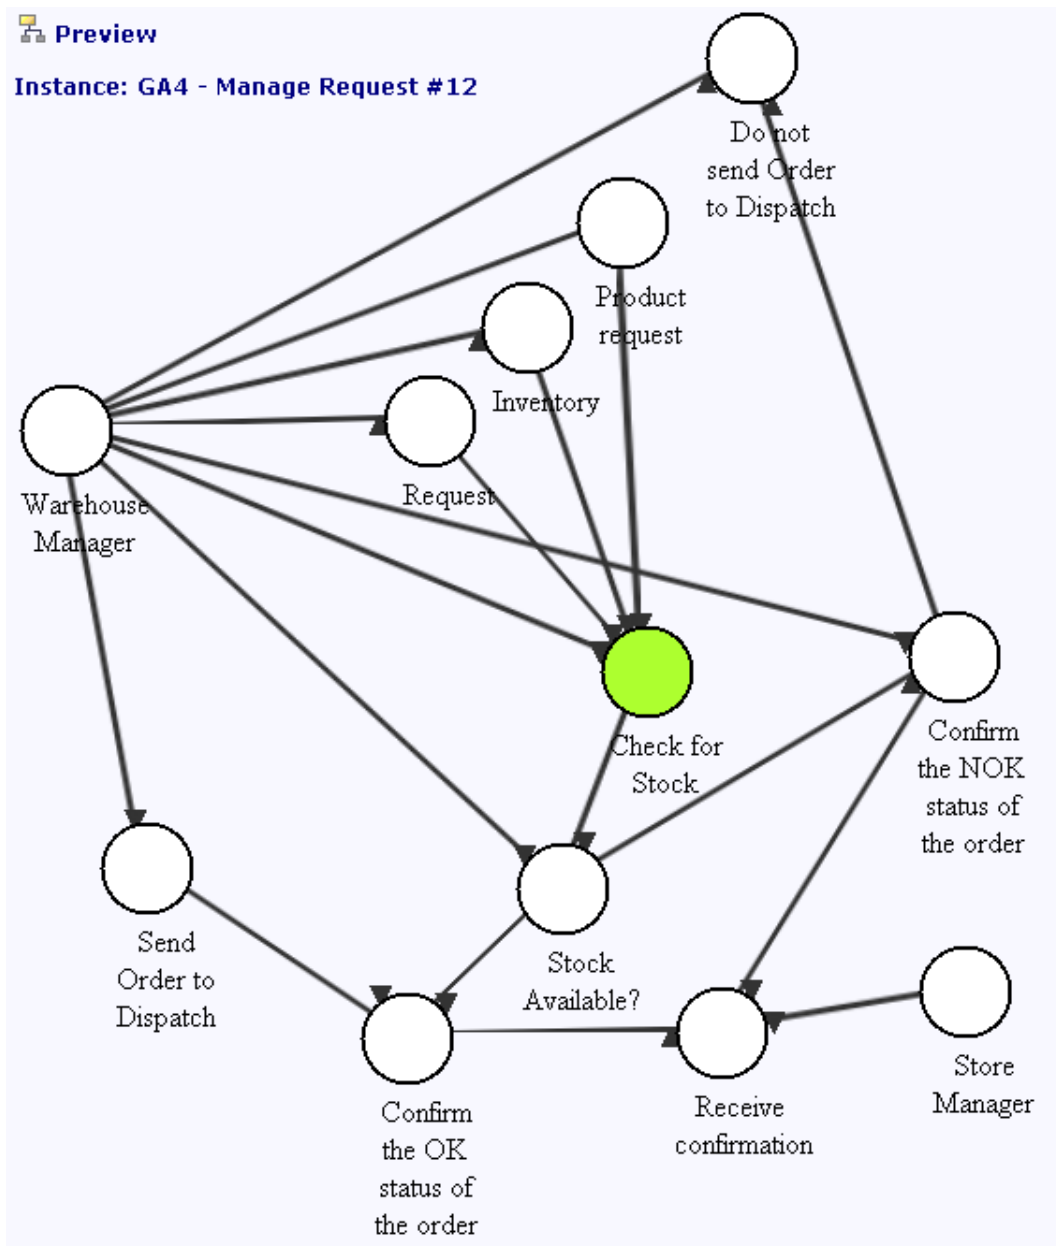 Preview
Instance: GA4 - Manage Request #12
Do not
send Order
to Dispatch
Product
request
Inventory
Request
Warehouse
Manager
Check for
Stock
Confirm
the NOK
status of
the order
Send
Order to
Dispatch
Stock
Available?
Store
Manager
Confirm
the OK
status of
the order
Receive
confirmation